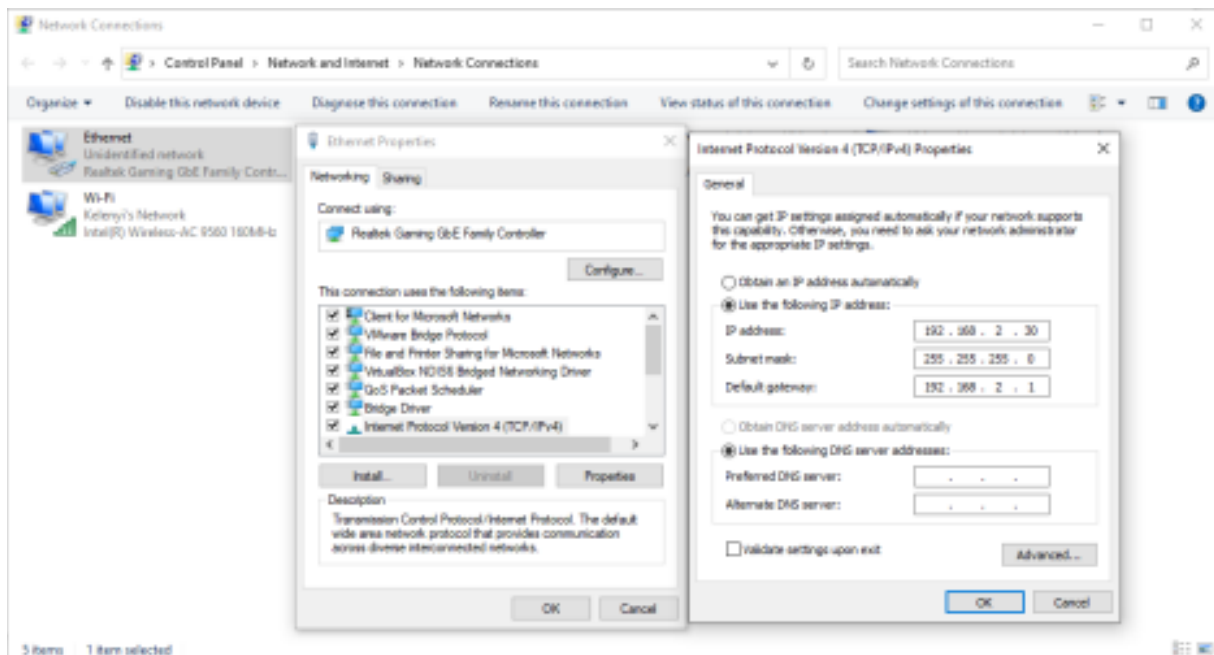 Network Connections
Control Panel > Network and Internet > Network Connections
Search Network Connections
Organize
Disable this network device
Diagnose this connection
Rename this connection
View status of this connection
Change settings of this connection
Ethernet
Unidentified network
Realtek Gaming GbE Family Contr...
Wi-Fi
Kelenyi's Network
Intel(R) Wireless-AC 9560 160MHz
Ethernet Properties
Networking
Sharing
Connect using:
Realtek Gaming GbE Family Controller
Configure...
This connection uses the following items:
Client for Microsoft Networks
VMware Bridge Protocol
File and Printer Sharing for Microsoft Networks
VirtualBox NDIS6 Bridged Networking Driver
QoS Packet Scheduler
Bridge Driver
Internet Protocol Version 4 (TCP/IPv4)
Install...
Uninstall
Properties
Description
Transmission Control Protocol/Internet Protocol. The default
wide area network protocol that provides communication
across diverse interconnected networks.
OK
Cancel
Internet Protocol Version 4 (TCP/IPv4) Properties
General
You can get IP settings assigned automatically if your network supports
this capability. Otherwise, you need to ask your network administrator
for the appropriate IP settings.
Obtain an IP address automatically
Use the following IP address:
IP address:
192 . 168 . 2 . 30
Subnet mask:
255 . 255 . 255 . 0
Default gateway:
192 . 168 . 2 . 1
Obtain DNS server address automatically
Use the following DNS server addresses:
Preferred DNS server:
Alternate DNS server:
Validate settings upon exit
Advanced...
OK
Cancel
5 items
1 item selected